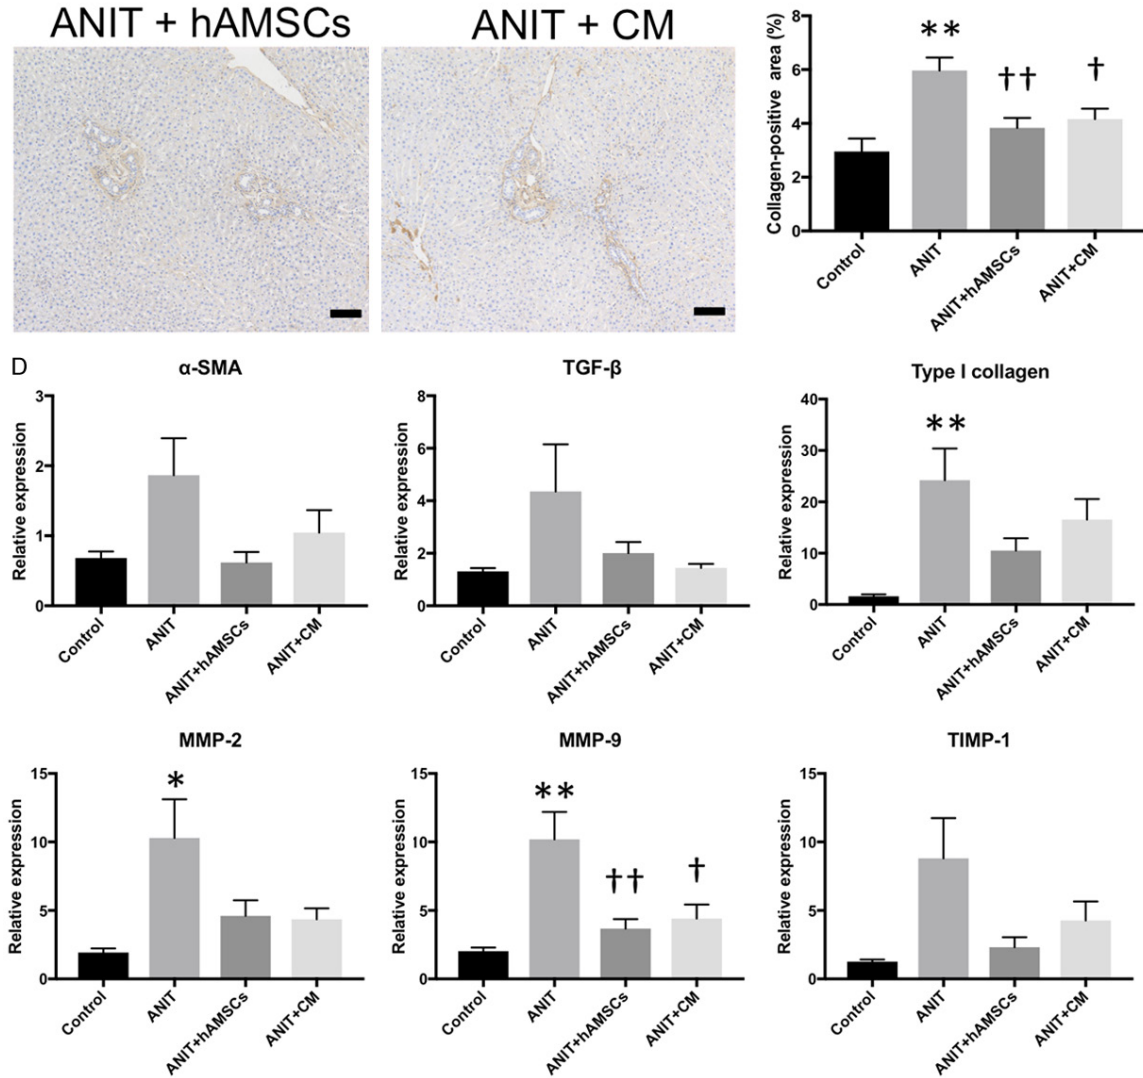 ANIT + hAMSCs
ANIT + CM
Collagen-positive area (%)
8
6
4
2
0
**
††
†
Control
ANIT
ANIT+hAMSCs
ANIT+CM
D
α-SMA
Relative expression
3
2
1
0
Control
ANIT
ANIT+hAMSCs
ANIT+CM
TGF-β
Relative expression
8
6
4
2
0
Control
ANIT
ANIT+hAMSCs
ANIT+CM
Type I collagen
Relative expression
40
30
20
10
0
**
Control
ANIT
ANIT+hAMSCs
ANIT+CM
MMP-2
Relative expression
15
10
5
0
*
Control
ANIT
ANIT+hAMSCs
ANIT+CM
MMP-9
Relative expression
15
10
5
0
**
††
†
Control
ANIT
ANIT+hAMSCs
ANIT+CM
TIMP-1
Relative expression
15
10
5
0
Control
ANIT
ANIT+hAMSCs
ANIT+CM